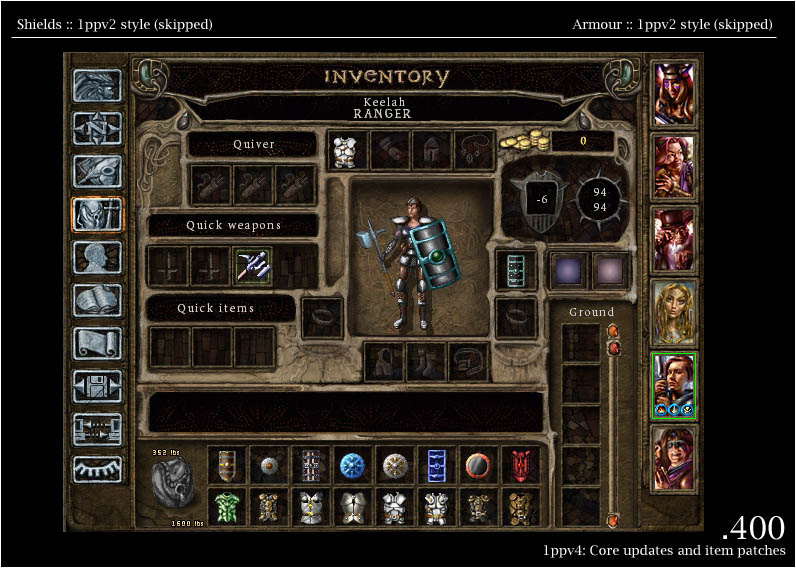 Shields :: 1ppv2 style (skipped)
Armour :: 1ppv2 style (skipped)
INVENTORY
Keelah
RANGER
Quiver
0
-6
94
94
Quick weapons
Quick items
Ground
352 lbs
1600 lbs
.400
1ppv4: Core updates and item patches